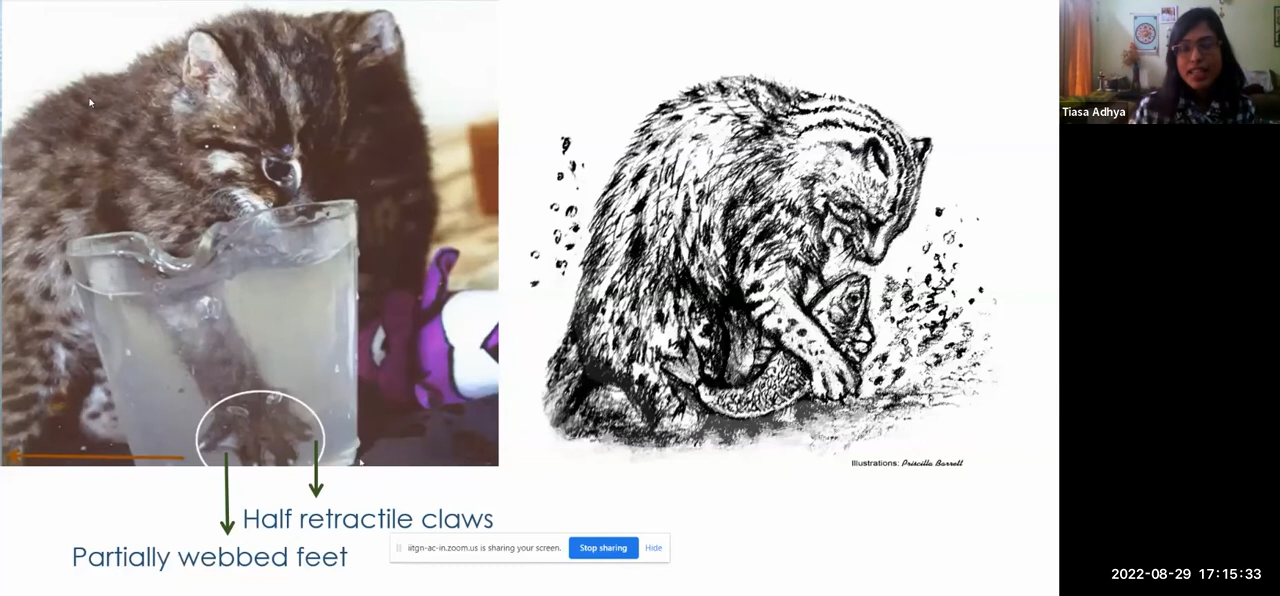 Tiasa Adhya
Illustrations: Priscilla Barrett
Half retractile claws
iitgn-ac-in.zoom.us is sharing your screen.
Stop sharing
Hide
Partially webbed feet
2022-08-29 17:15:33